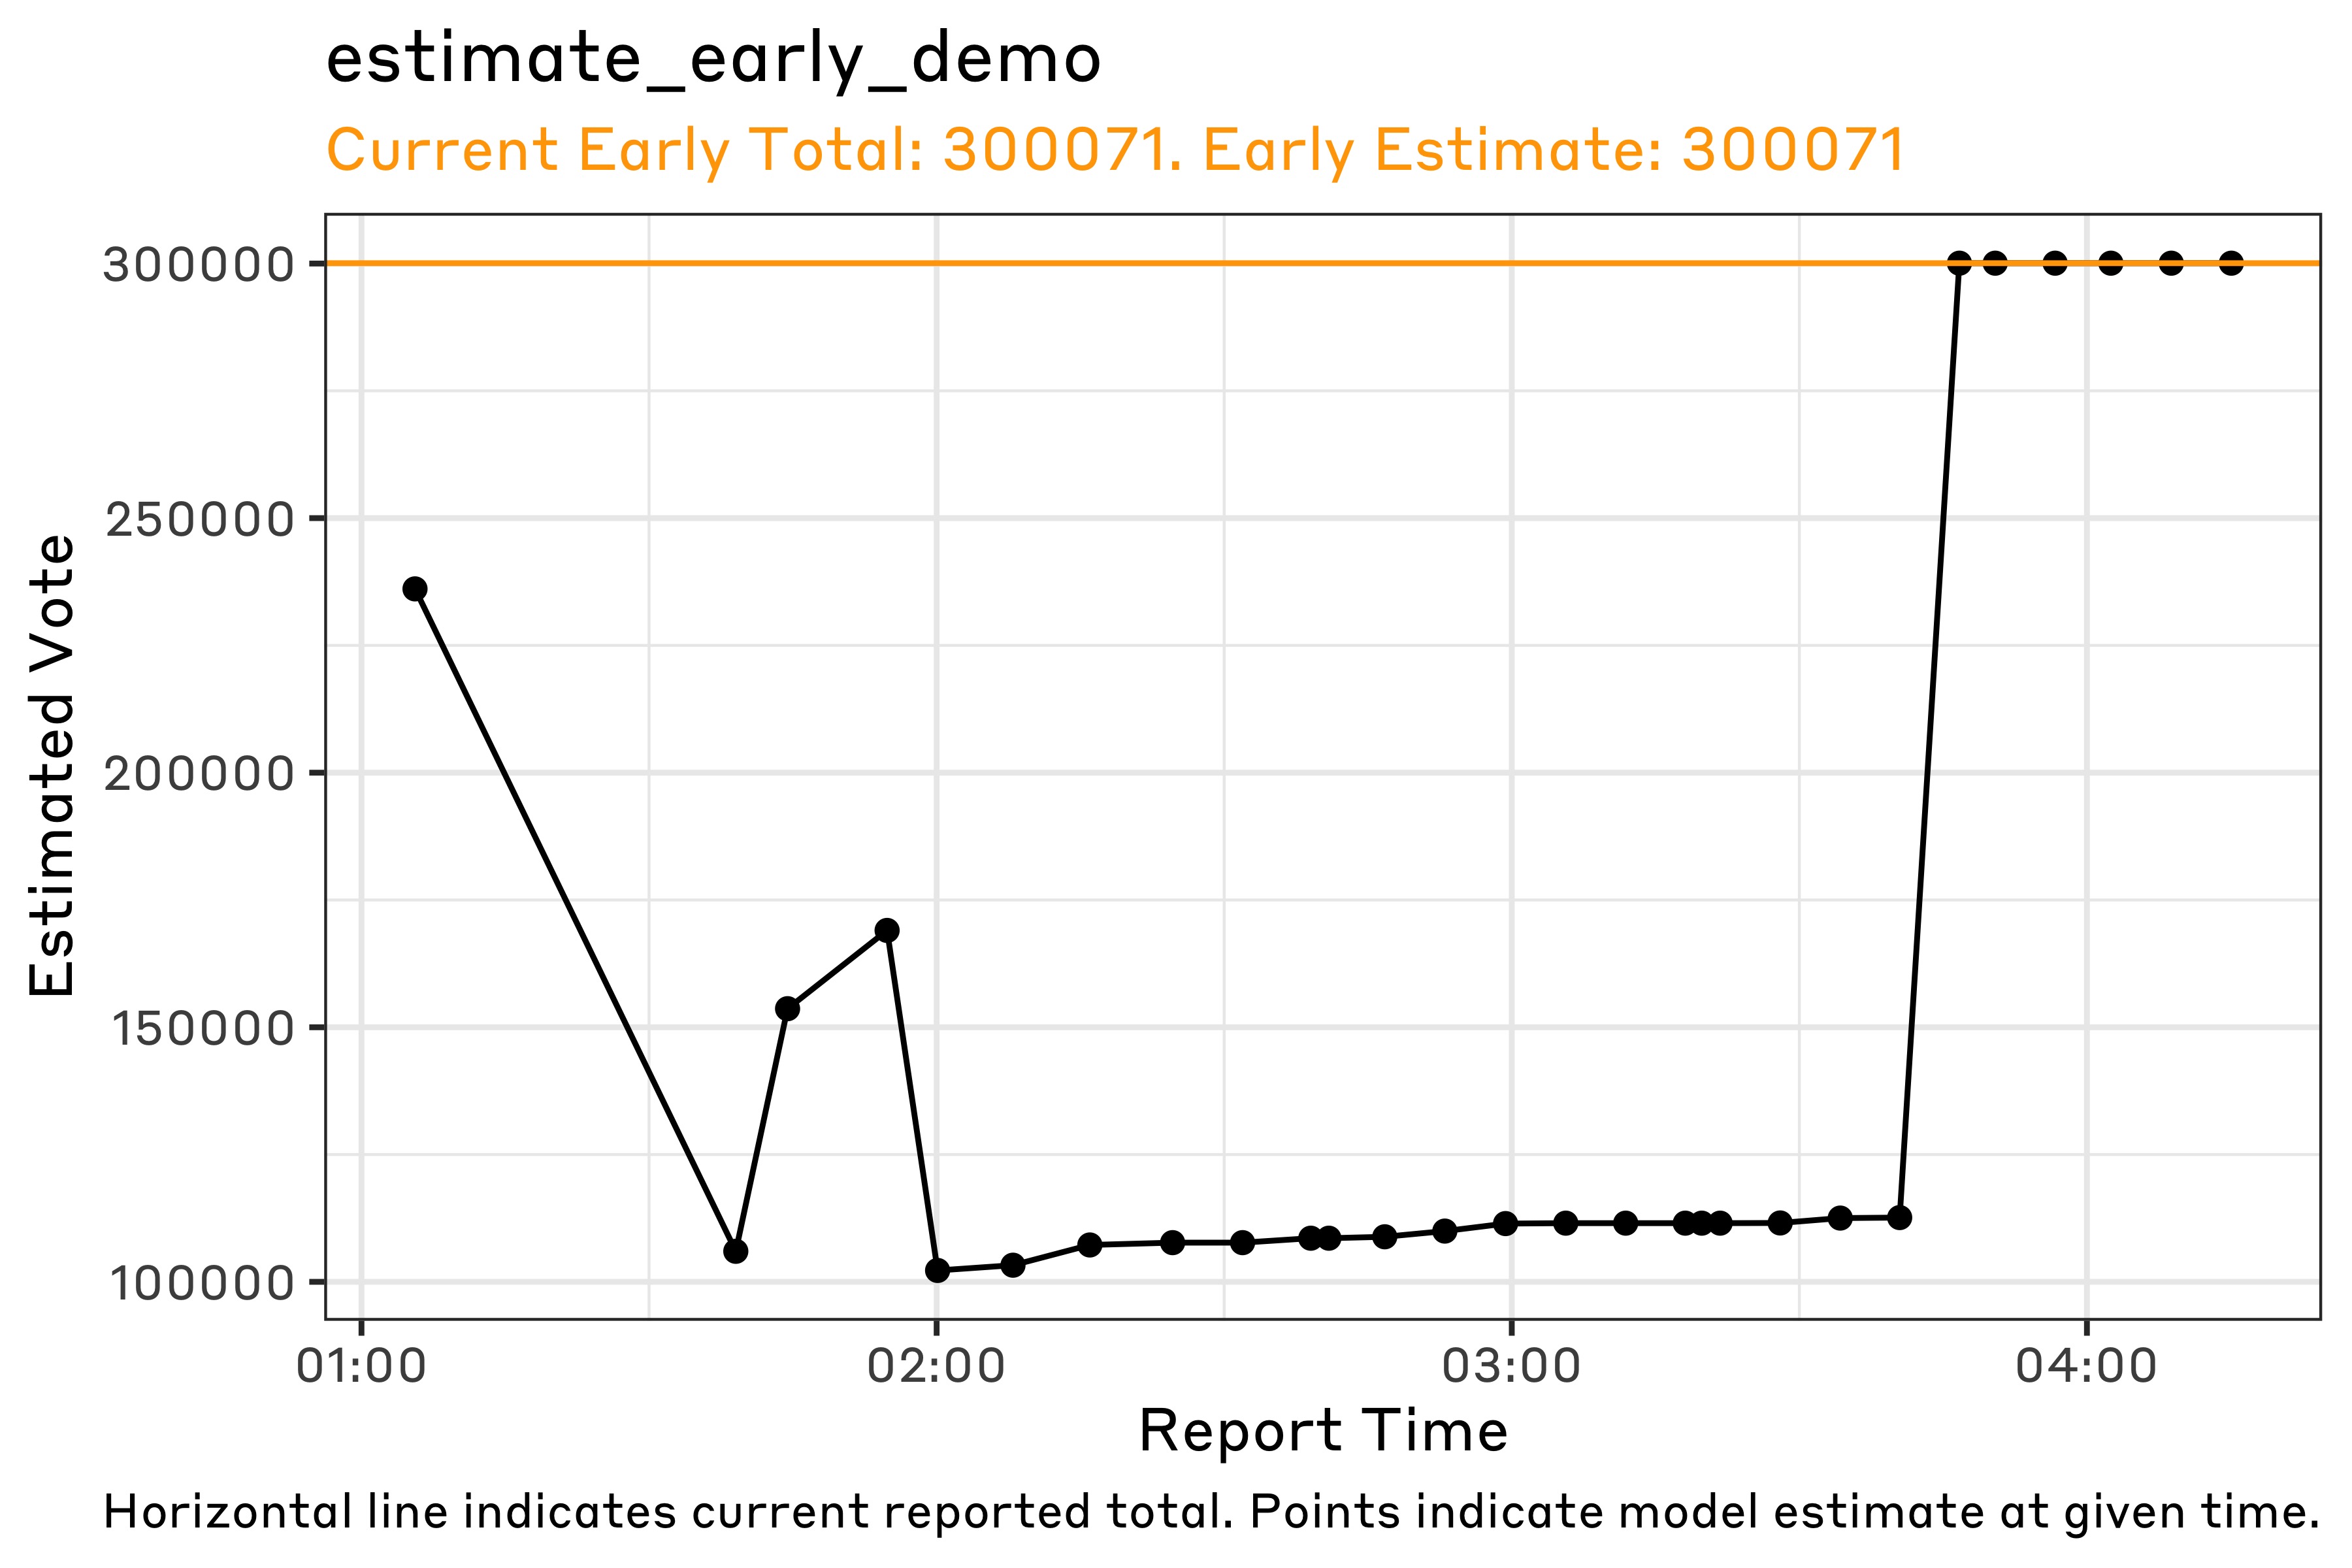 estimate_early_demo
Current Early Total: 300071. Early Estimate: 300071
Estimated Vote
300000
250000
200000
150000
100000
01:00 02:00 03:00 04:00
Report Time
Horizontal line indicates current reported total. Points indicate model estimate at given time.